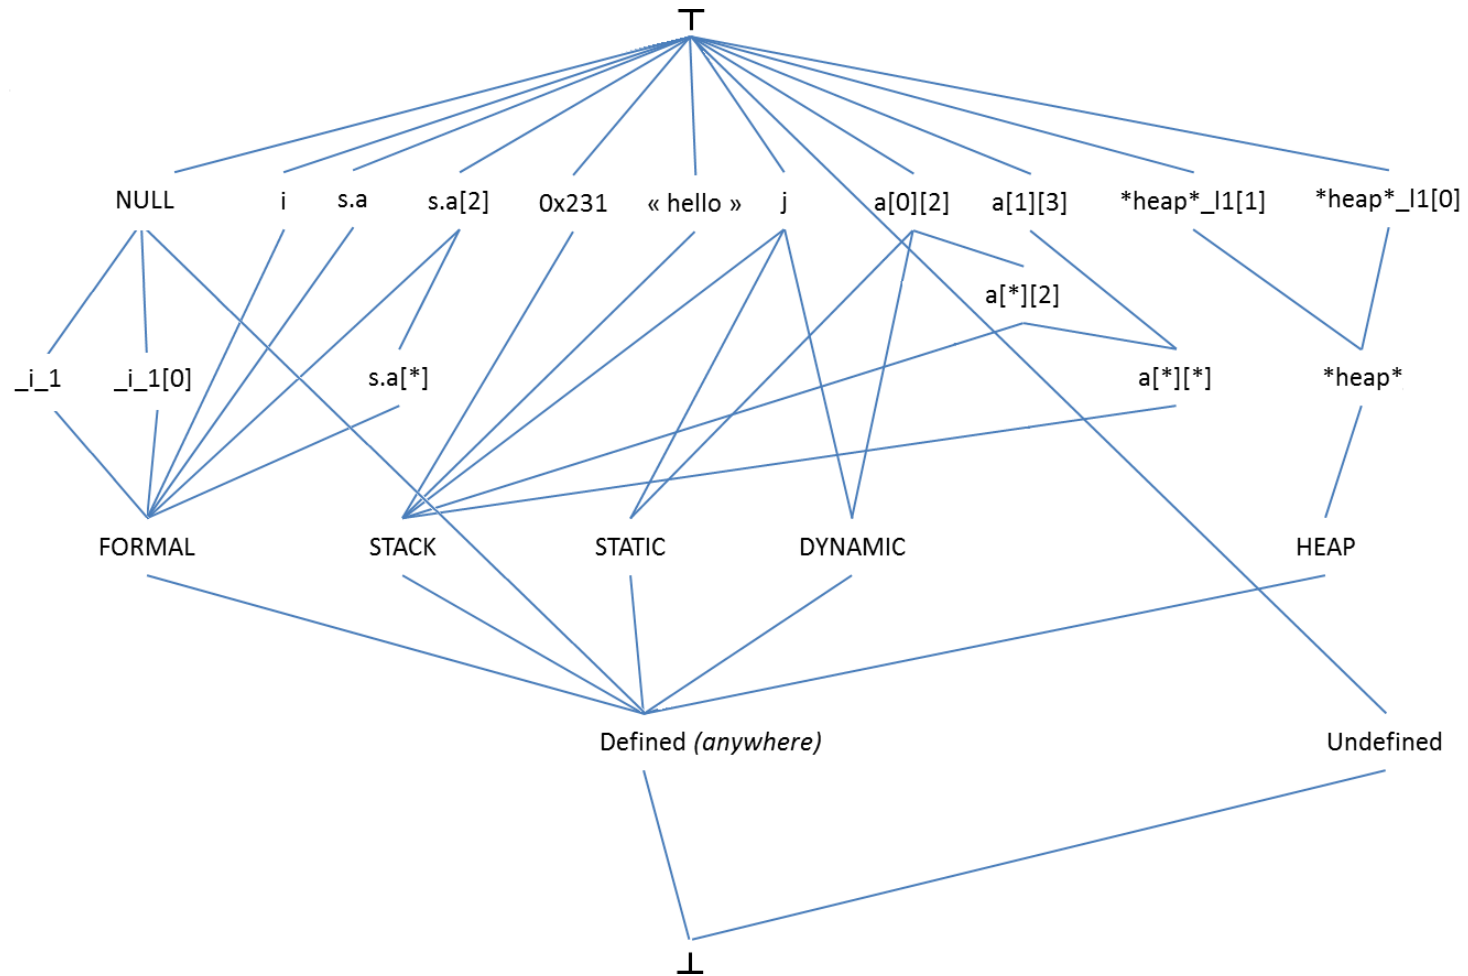 ⊤
NULL i s.a s.a[2] 0x231 « hello » j a[0][2] a[1][3] *heap*_l1[1] *heap*_l1[0]
a[*][2]
_i_1 _i_1[0] s.a[*] a[*][*] *heap*
FORMAL STACK STATIC DYNAMIC HEAP
Defined (anywhere) Undefined
⊥